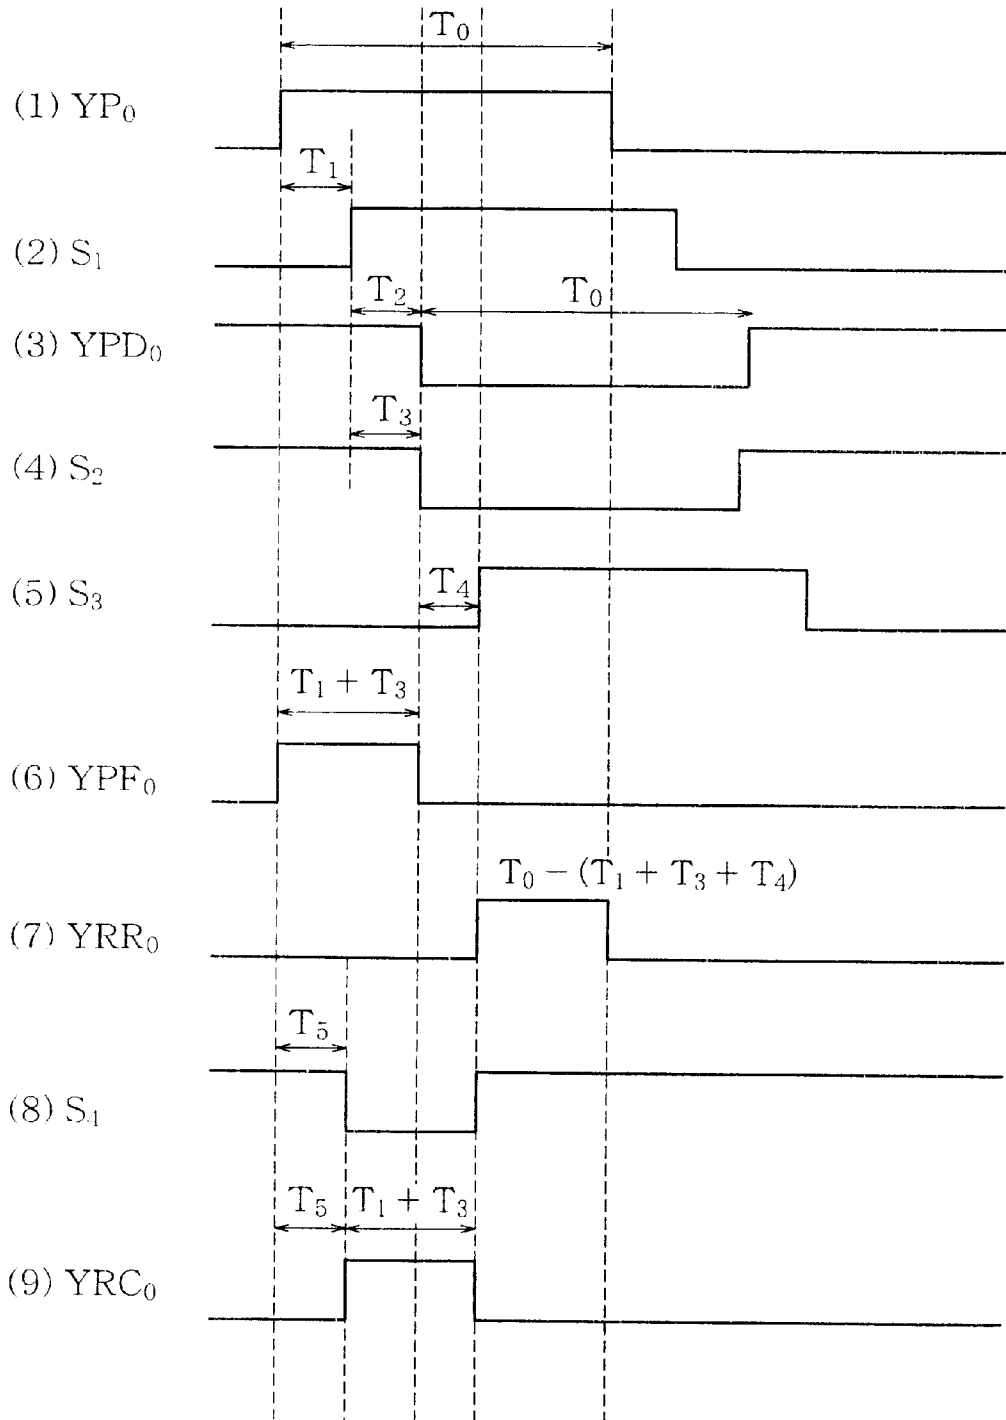 T₀
(1) YP₀
T₁
(2) S₁
T₂ T₀
(3) YPD₀
T₃
(4) S₂
(5) S₃ T₄
T₁ + T₃
(6) YPF₀
T₀ − (T₁ + T₃ + T₄)
(7) YRR₀
T₅
(8) S₄
T₅ T₁ + T₃
(9) YRC₀